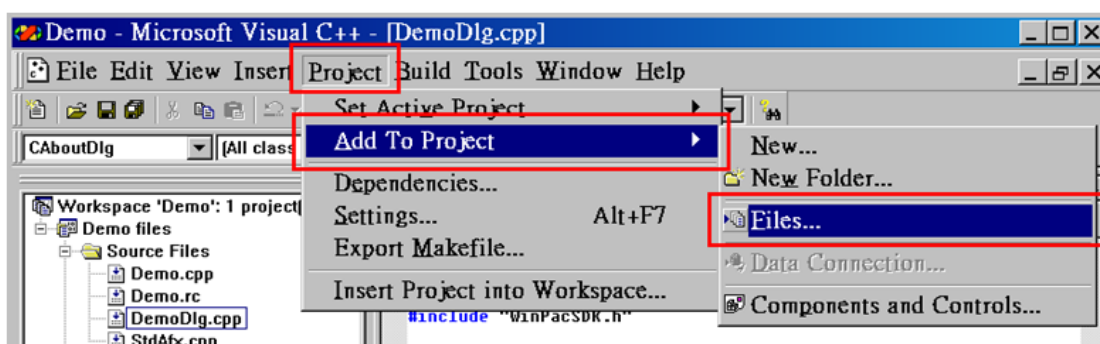 Demo - Microsoft Visual C++ - [DemoDlg.cpp]
File Edit View Insert Project Build Tools Window Help
Set Active Project
CAboutDlg [All class Add To Project New...
New Folder...
Dependencies...
Workspace 'Demo': 1 project( Settings... Alt+F7 Files...
Demo files
Source Files Export Makefile... Data Connection...
Demo.cpp
Demo.rc Insert Project into Workspace... Components and Controls...
DemoDlg.cpp #include "WinPacSDK.h"
StdAfx.cpp